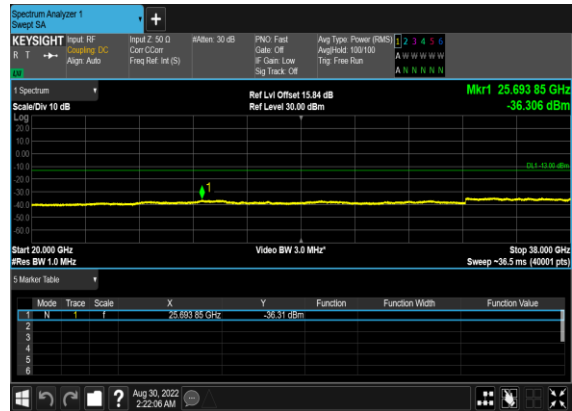 Spectrum Analyzer 1
Swept SA
+
KEYSIGHT Input: RF Input Z: 50 Ω #Atten: 30 dB PNO: Fast Avg Type: Power (RMS) 1 2 3 4 5 6
R T Coupling: DC Corr CCorr Gate: Off Avg|Hold: 100/100 A W W W W W
Align: Auto Freq Ref: Int (S) IF Gain: Low Trig: Free Run
Sig Track: Off A N N N N N
1 Spectrum Ref Lvl Offset 15.84 dB Mkr1 25.693 85 GHz
Scale/Div 10 dB Ref Level 30.00 dBm -36.306 dBm
Log
20.0
10.0
0.00
-10.0 DL1 -13.00 dBm
-20.0
-30.0 1
-40.0
-50.0
-60.0
Start 20.000 GHz Video BW 3.0 MHz* Stop 38.000 GHz
#Res BW 1.0 MHz Sweep ~36.5 ms (40001 pts)
5 Marker Table
Mode Trace Scale X Y Function Function Width Function Value
1 N 1 f 25.693 85 GHz -36.31 dBm
2
3
4
5
6
? Aug 30, 2022
2:22:06 AM